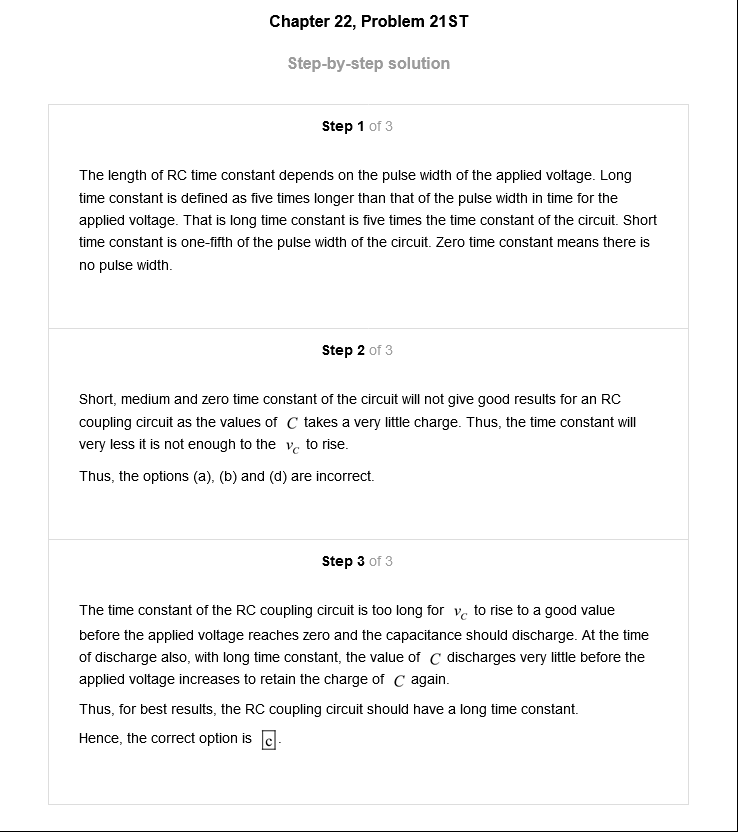 Chapter 22, Problem 21ST
Step-by-step solution
Step 1 of 3
The length of RC time constant depends on the pulse width of the applied voltage. Long
time constant is defined as five times longer than that of the pulse width in time for the
applied voltage. That is long time constant is five times the time constant of the circuit. Short
time constant is one-fifth of the pulse width of the circuit. Zero time constant means there is
no pulse width.
Step 2 of 3
Short, medium and zero time constant of the circuit will not give good results for an RC
coupling circuit as the values of C takes a very little charge. Thus, the time constant will
very less it is not enough to the v_C to rise.
Thus, the options (a), (b) and (d) are incorrect.
Step 3 of 3
The time constant of the RC coupling circuit is too long for v_C to rise to a good value
before the applied voltage reaches zero and the capacitance should discharge. At the time
of discharge also, with long time constant, the value of C discharges very little before the
applied voltage increases to retain the charge of C again.
Thus, for best results, the RC coupling circuit should have a long time constant.
Hence, the correct option is c.